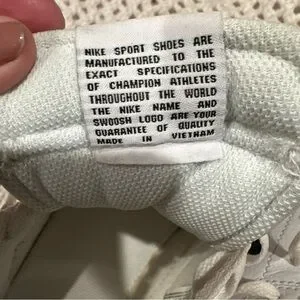 NIKE SPORT SHOES ARE
MANUFACTURED TO THE
EXACT SPECIFICATIONS
OF CHAMPION ATHLETES
THROUGHOUT THE WORLD
THE NIKE NAME AND
SWOOSH LOGO ARE YOUR
GUARANTEE OF QUALITY
MADE IN VIETNAM